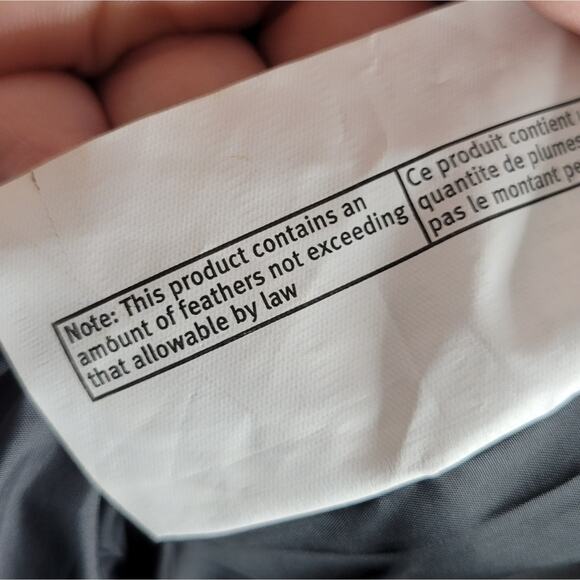 Note: This product contains an
amount of feathers not exceeding
that allowable by law
Ce produit contient
quantite de plumes
pas le montant